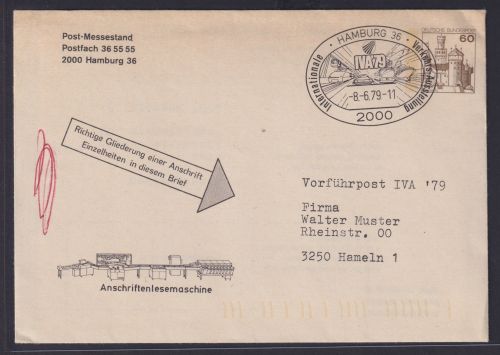 Post-Messestand
Postfach 36 55 55
2000 Hamburg 36
· HAMBURG 36 ·
Internationale Verkehrs-Ausstellung
IVA 79
-8.-6.79-11
2000
DEUTSCHE BUNDESPOST
60
Richtige Gliederung einer Anschrift
Einzelheiten in diesem Brief
Anschriftenlesemaschine
Vorführpost IVA '79
Firma
Walter Muster
Rheinstr. 00
3250 Hameln 1